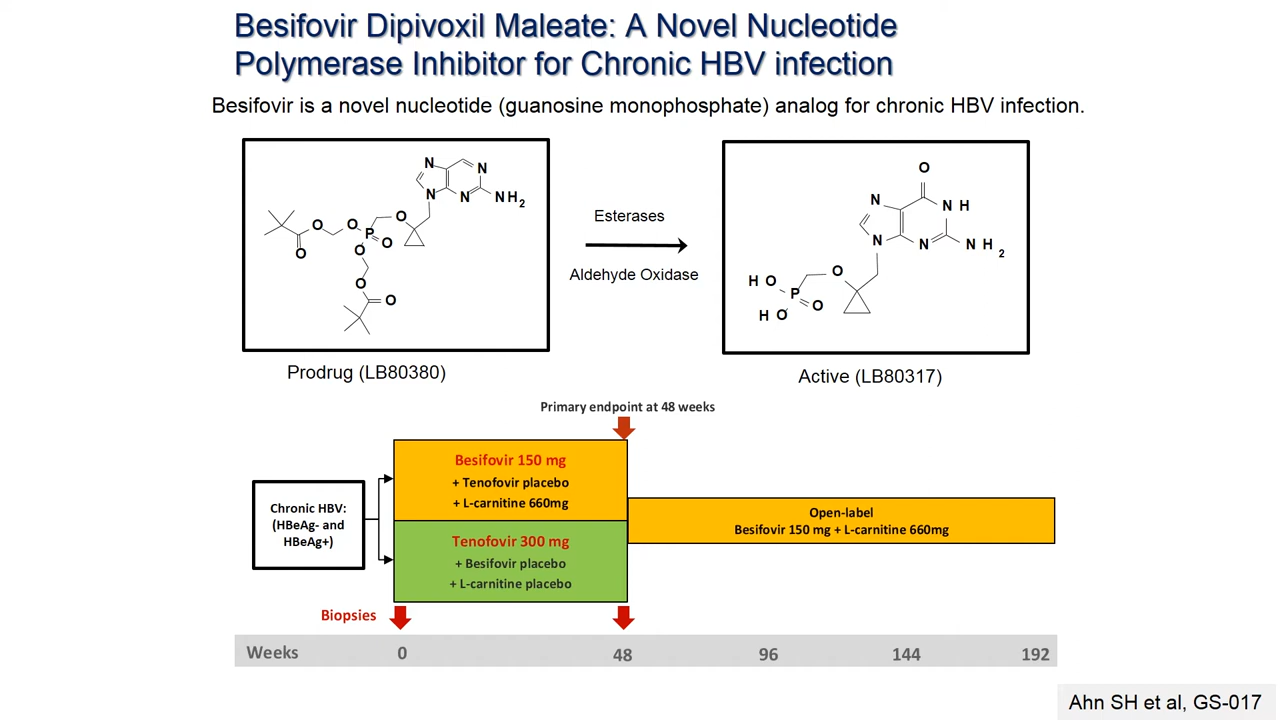 Besifovir Dipivoxil Maleate: A Novel Nucleotide
Polymerase Inhibitor for Chronic HBV infection
Besifovir is a novel nucleotide (guanosine monophosphate) analog for chronic HBV infection.
N
N
N
N
NH2
O
O
O
P
O
O
O
O
O
Esterases
Aldehyde Oxidase
O
N
N H
N
N
N H2
O
H O
P
O
H O
Prodrug (LB80380)
Active (LB80317)
Primary endpoint at 48 weeks
Besifovir 150 mg
+ Tenofovir placebo
+ L-carnitine 660mg
Chronic HBV:
(HBeAg- and
HBeAg+)
Open-label
Besifovir 150 mg + L-carnitine 660mg
Tenofovir 300 mg
+ Besifovir placebo
+ L-carnitine placebo
Biopsies
Weeks 0 48 96 144 192
Ahn SH et al, GS-017